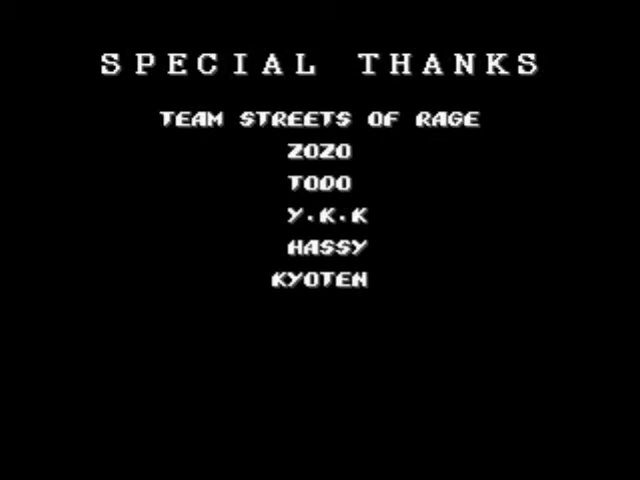 SPECIAL THANKS
TEAM STREETS OF RAGE
ZOZO
TODO
Y.K.K
HASSY
KYOTEN